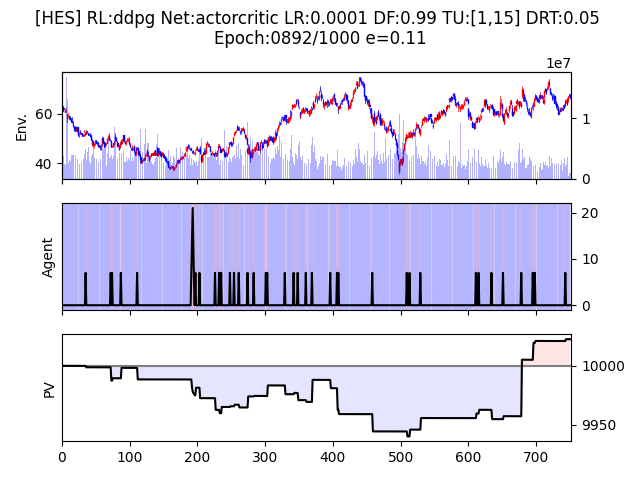 [HES] RL:ddpg Net:actorcritic LR:0.0001 DF:0.99 TU:[1,15] DRT:0.05
Epoch:0892/1000 e=0.11
1e7
Env.
60
40
1
0
Agent
20
10
0
PV
10000
9950
0 100 200 300 400 500 600 700